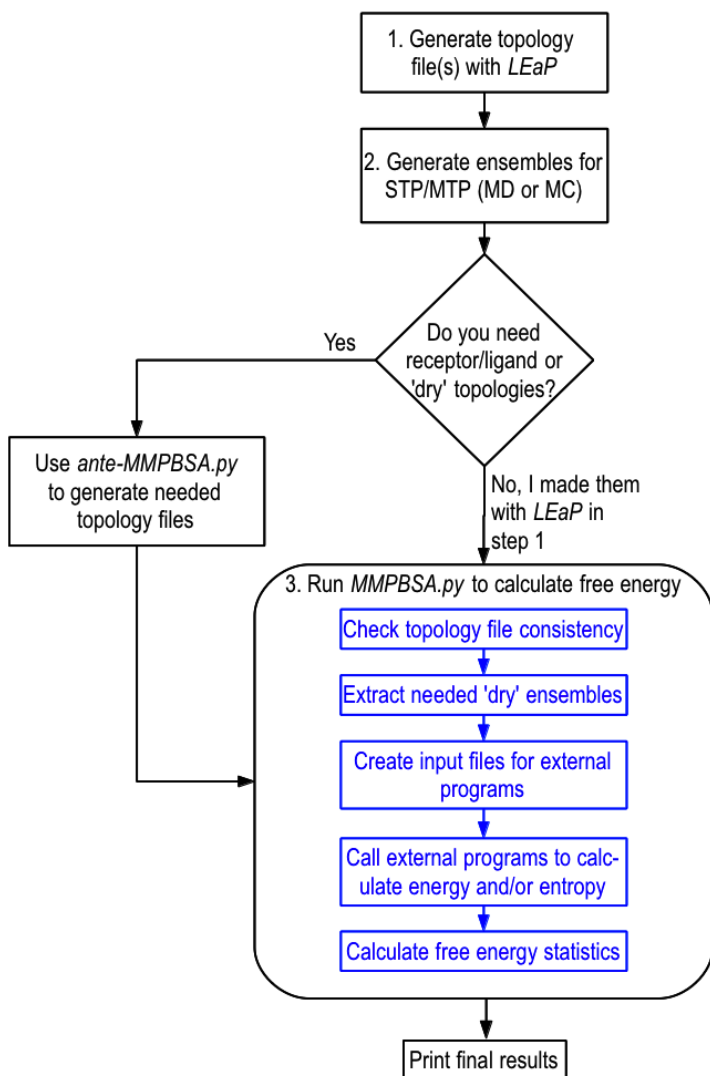 1. Generate topology
file(s) with LEaP
2. Generate ensembles for
STP/MTP (MD or MC)
Do you need
receptor/ligand or
'dry' topologies?
Yes
Use ante-MMPBSA.py
to generate needed
topology files
No, I made them
with LEaP in
step 1
3. Run MMPBSA.py to calculate free energy
Check topology file consistency
Extract needed 'dry' ensembles
Create input files for external
programs
Call external programs to calc-
ulate energy and/or entropy
Calculate free energy statistics
Print final results